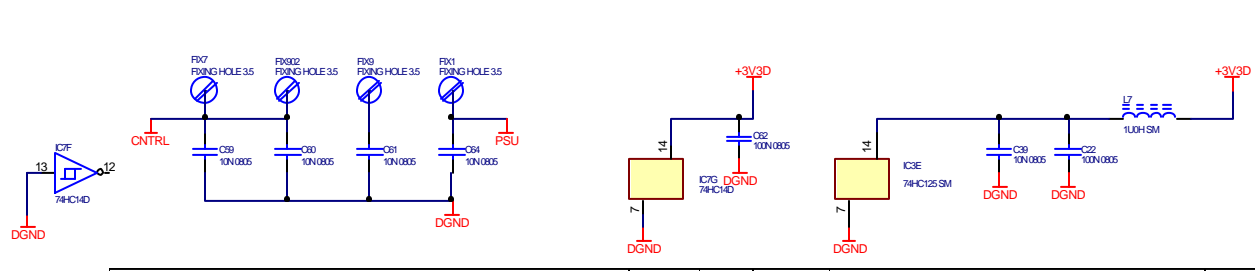 FIX7
FIXING HOLE 3.5
FIX902
FIXING HOLE 3.5
FIX9
FIXING HOLE 3.5
FIX1
FIXING HOLE 3.5
CNTRL
PSU
C59
10N 0805
C60
10N 0805
C61
10N 0805
C64
10N 0805
DGND
13
IC7F
12
74HC14D
DGND
+3V3D
14
C62
100N 0805
DGND
IC7G
74HC14D
7
DGND
+3V3D
L7
1U0H SM
14
IC3E
74HC125 SM
7
DGND
C39
10N 0805
DGND
C22
100N 0805
DGND